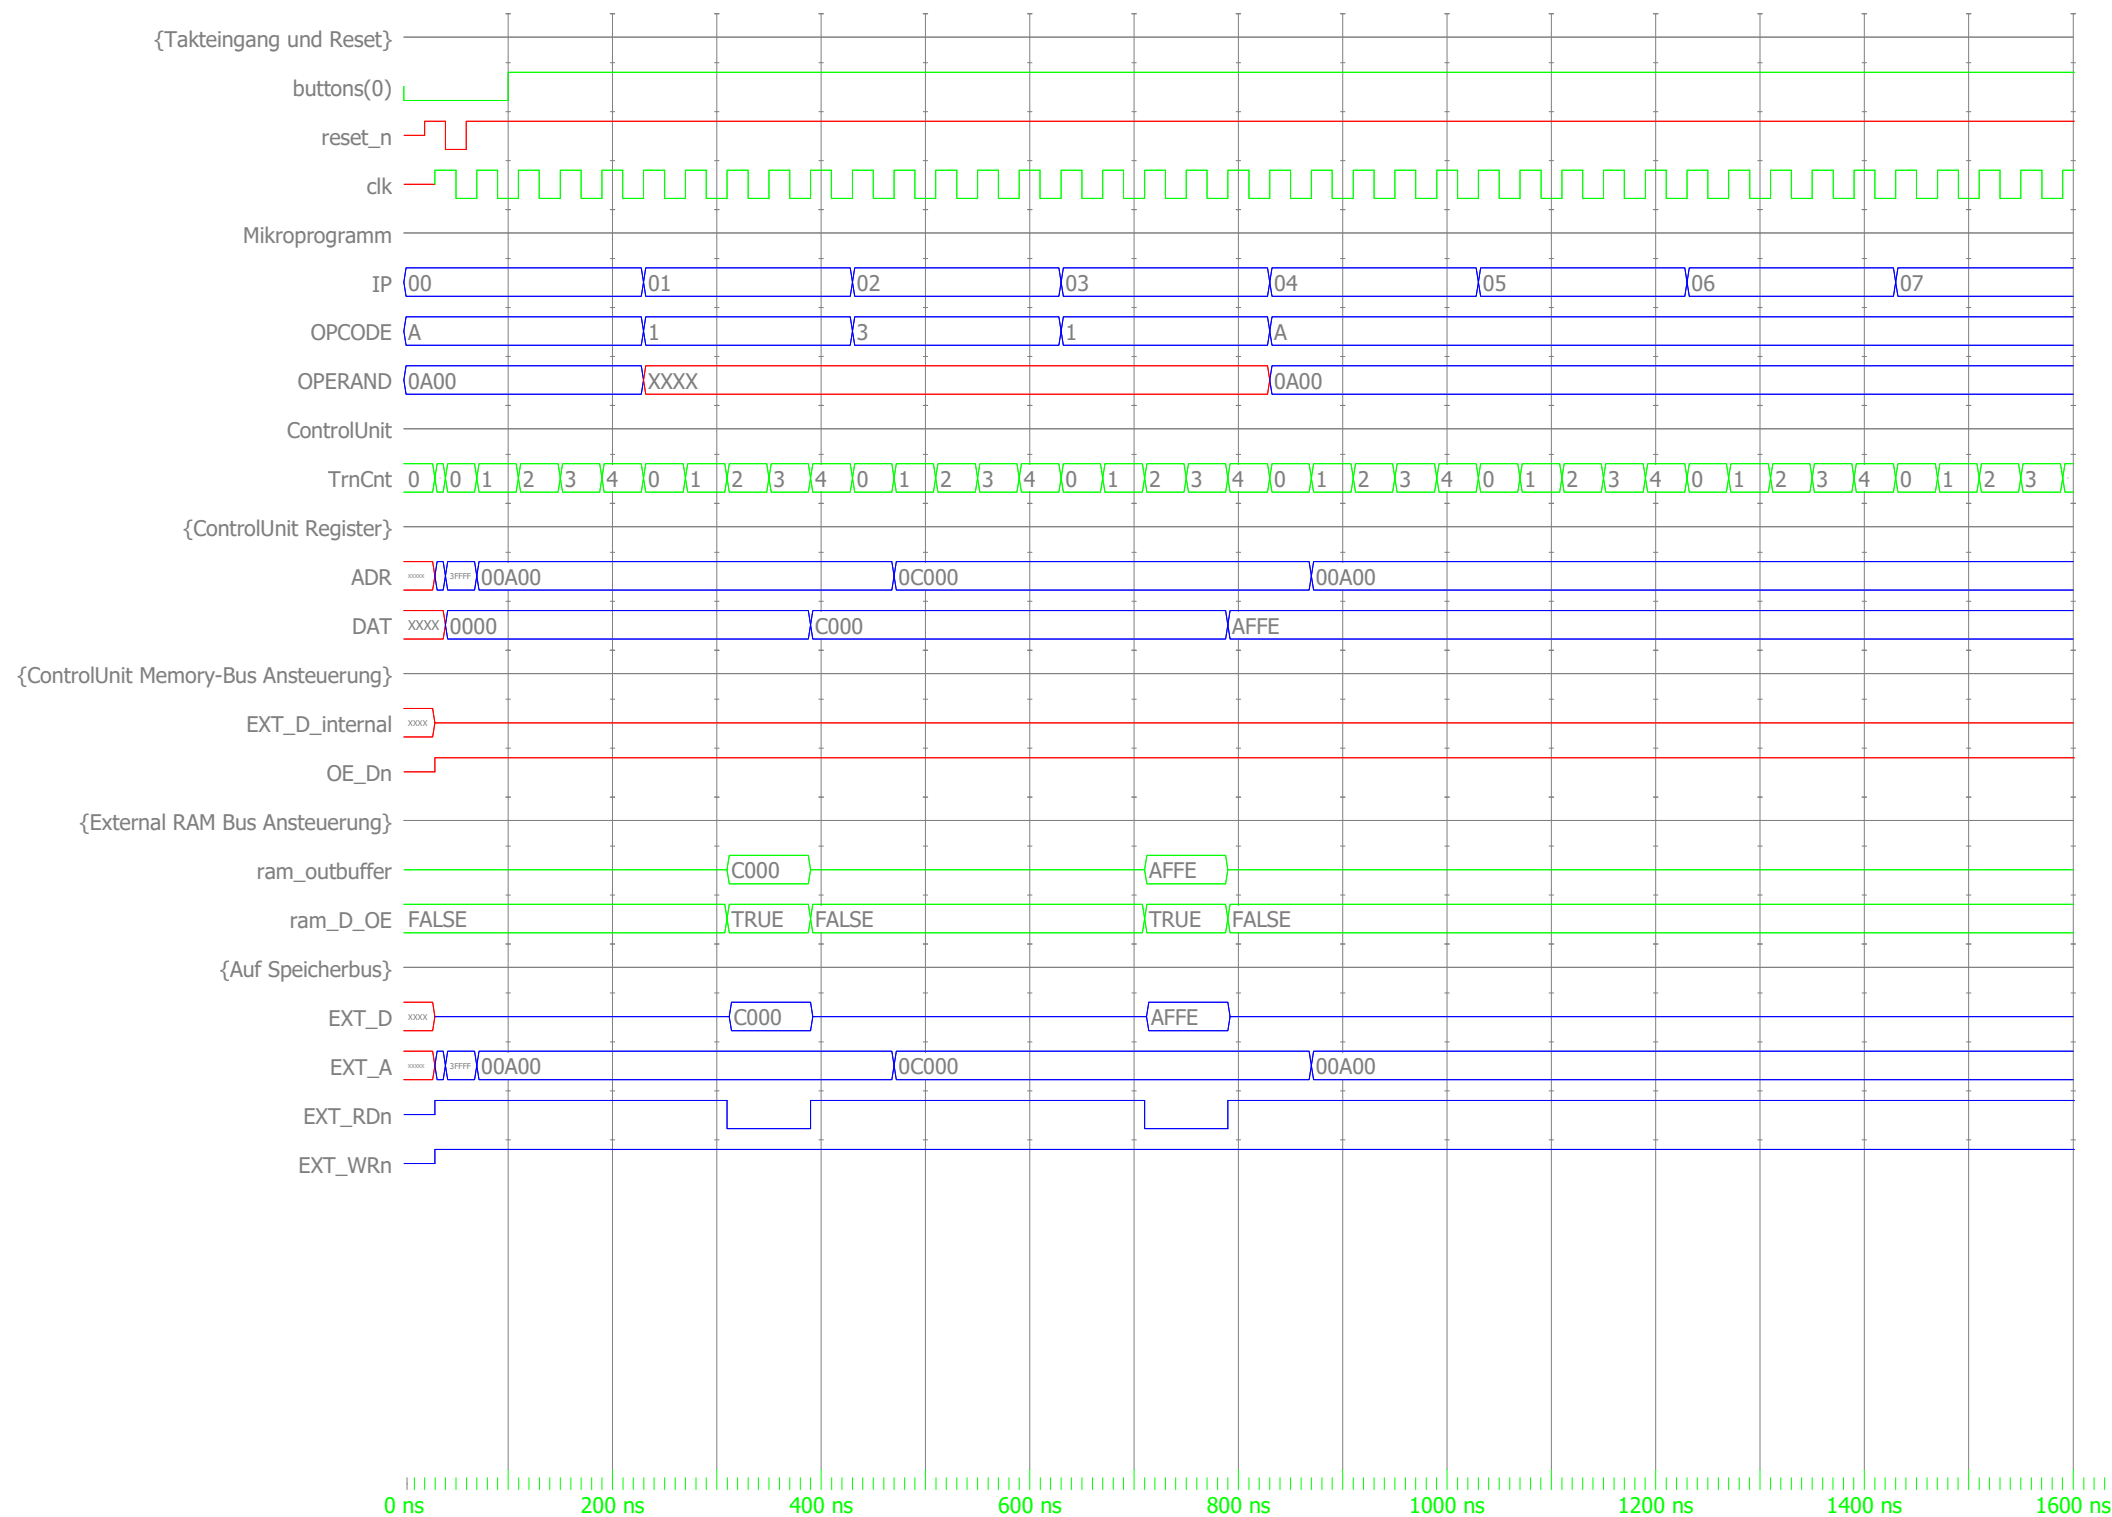 {Takteingang und Reset}
buttons(0)
reset_n
clk
Mikroprogramm
IP 00 01 02 03 04 05 06 07
OPCODE A 1 3 1 A
OPERAND 0A00 XXXX 0A00
ControlUnit
TrnCnt 0 0 1 2 3 4 0 1 2 3 4 0 1 2 3 4 0 1 2 3 4 0 1 2 3 4 0 1 2 3 4 0 1 2 3 4 0 1 2 3
{ControlUnit Register}
ADR xxxxx 3FFFF 00A00 0C000 00A00
DAT XXXX 0000 C000 AFFE
{ControlUnit Memory-Bus Ansteuerung}
EXT_D_internal xxxx
OE_Dn
{External RAM Bus Ansteuerung}
ram_outbuffer C000 AFFE
ram_D_OE FALSE TRUE FALSE TRUE FALSE
{Auf Speicherbus}
EXT_D xxxx C000 AFFE
EXT_A xxxxx 3FFFF 00A00 0C000 00A00
EXT_RDn
EXT_WRn
0 ns 200 ns 400 ns 600 ns 800 ns 1000 ns 1200 ns 1400 ns 1600 ns